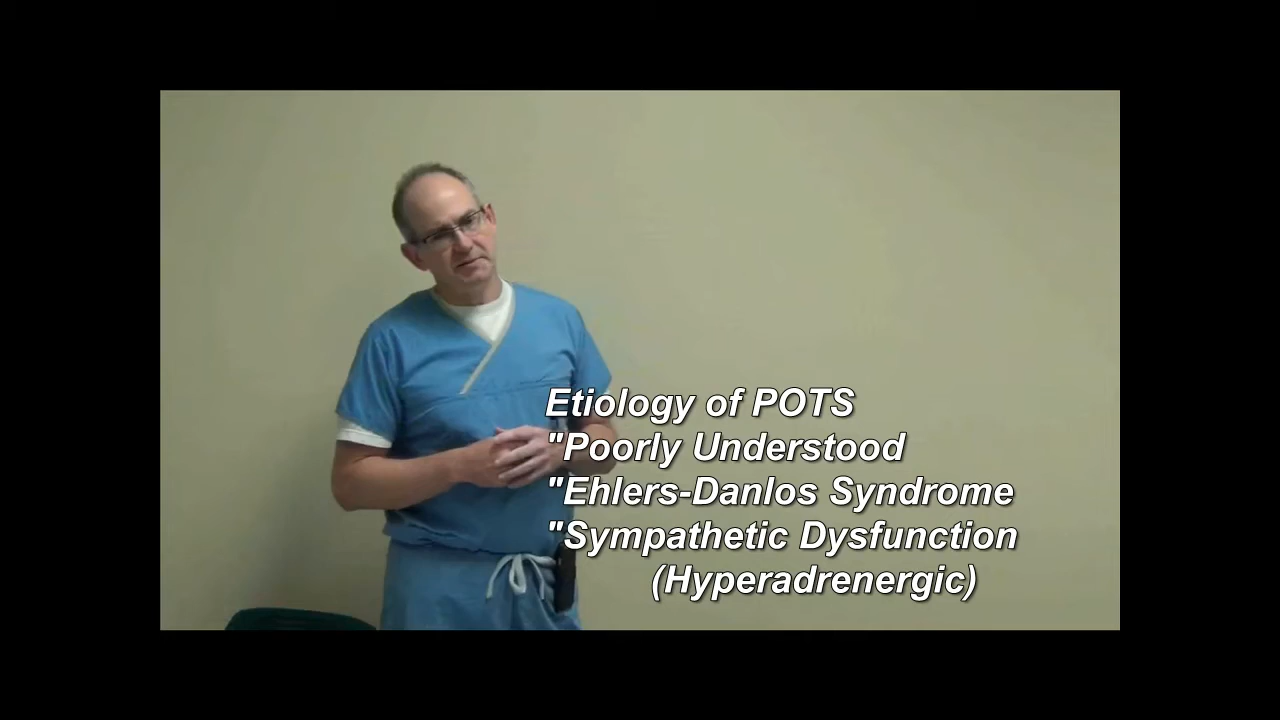 Etiology of POTS
"Poorly Understood
"Ehlers-Danlos Syndrome
"Sympathetic Dysfunction
(Hyperadrenergic)